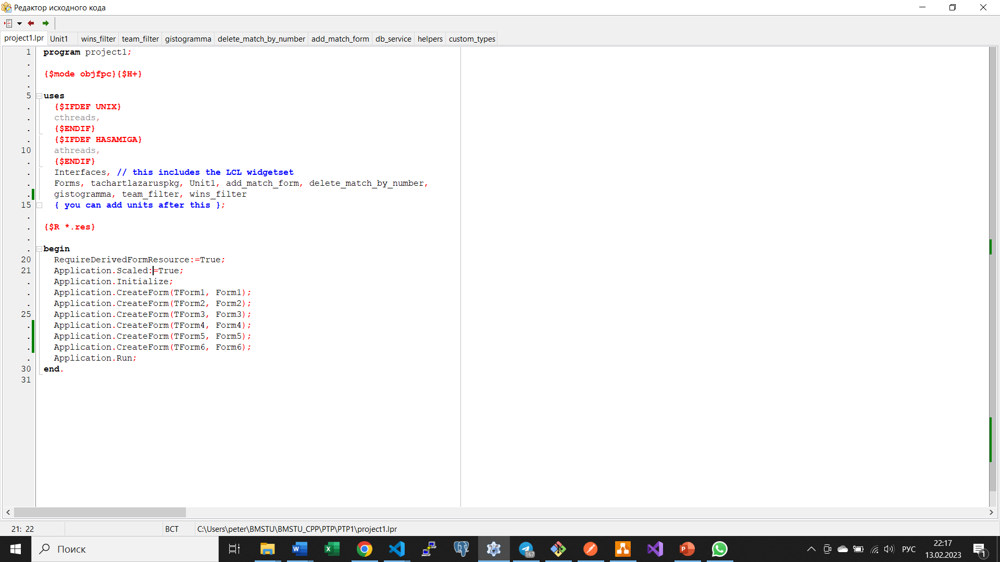 Редактор исходного кода
project1.lpr Unit1 wins_filter team_filter gistogramma delete_match_by_number add_match_form db_service helpers custom_types
1 program project1;
.
. {$mode objfpc}{$H+}
.
5 uses
. {$IFDEF UNIX}
. cthreads,
. {$ENDIF}
. {$IFDEF HASAMIGA}
10 athreads,
. {$ENDIF}
. Interfaces, // this includes the LCL widgetset
. Forms, tachartlazaruspkg, Unit1, add_match_form, delete_match_by_number,
. gistogramma, team_filter, wins_filter
15 { you can add units after this };
.
. {$R *.res}
.
. begin
20 RequireDerivedFormResource:=True;
21 Application.Scaled:=True;
. Application.Initialize;
. Application.CreateForm(TForm1, Form1);
. Application.CreateForm(TForm2, Form2);
25 Application.CreateForm(TForm3, Form3);
. Application.CreateForm(TForm4, Form4);
. Application.CreateForm(TForm5, Form5);
. Application.CreateForm(TForm6, Form6);
. Application.Run;
30 end.
31
21: 22 ВСТ C:\Users\peter\BMSTU\BMSTU_CPP\PTP\PTP1\project1.lpr
Поиск
167
РУС
22:17
13.02.2023
1